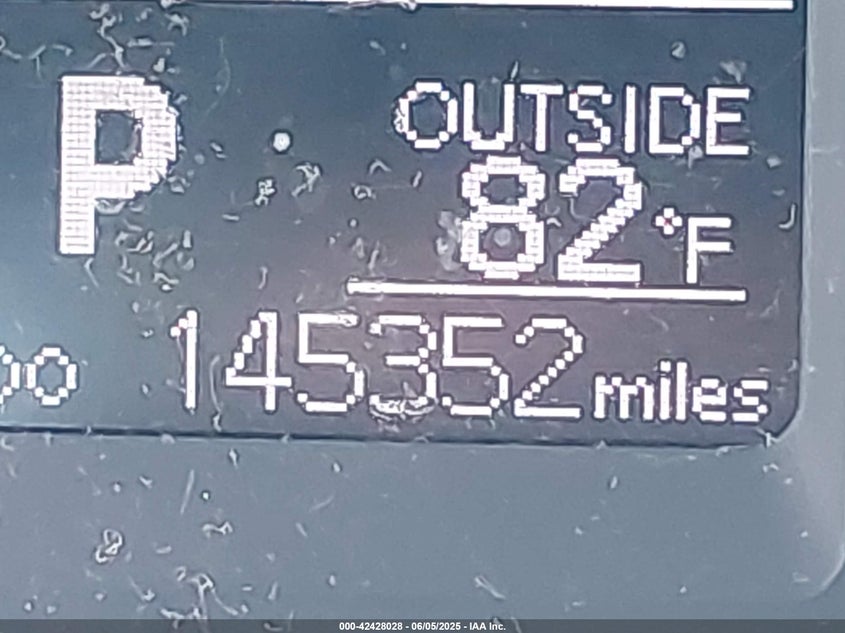 P
OUTSIDE
82°F
145352 miles
000-42428028 - 06/05/2025 - IAA Inc.